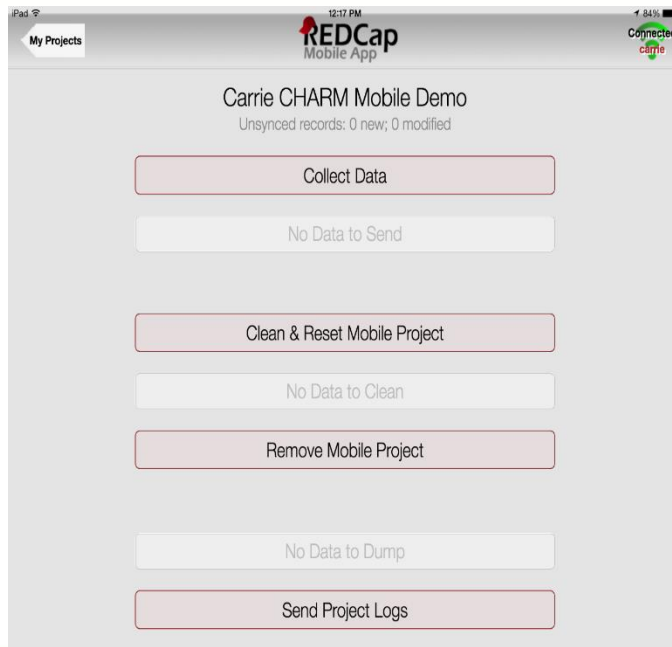 iPad 12:17 PM 84%
My Projects
REDCap
Mobile App
Connected
carrie
Carrie CHARM Mobile Demo
Unsynced records: 0 new; 0 modified
Collect Data
No Data to Send
Clean & Reset Mobile Project
No Data to Clean
Remove Mobile Project
No Data to Dump
Send Project Logs